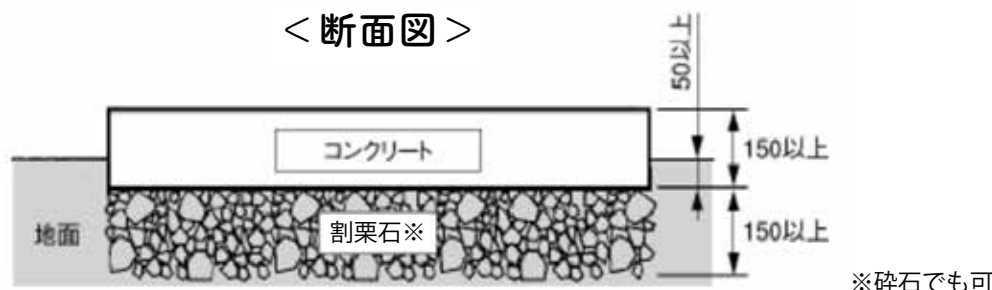 ＜断面図＞
50以上
コンクリート
150以上
地面
割栗石※
150以上
※砕石でも可